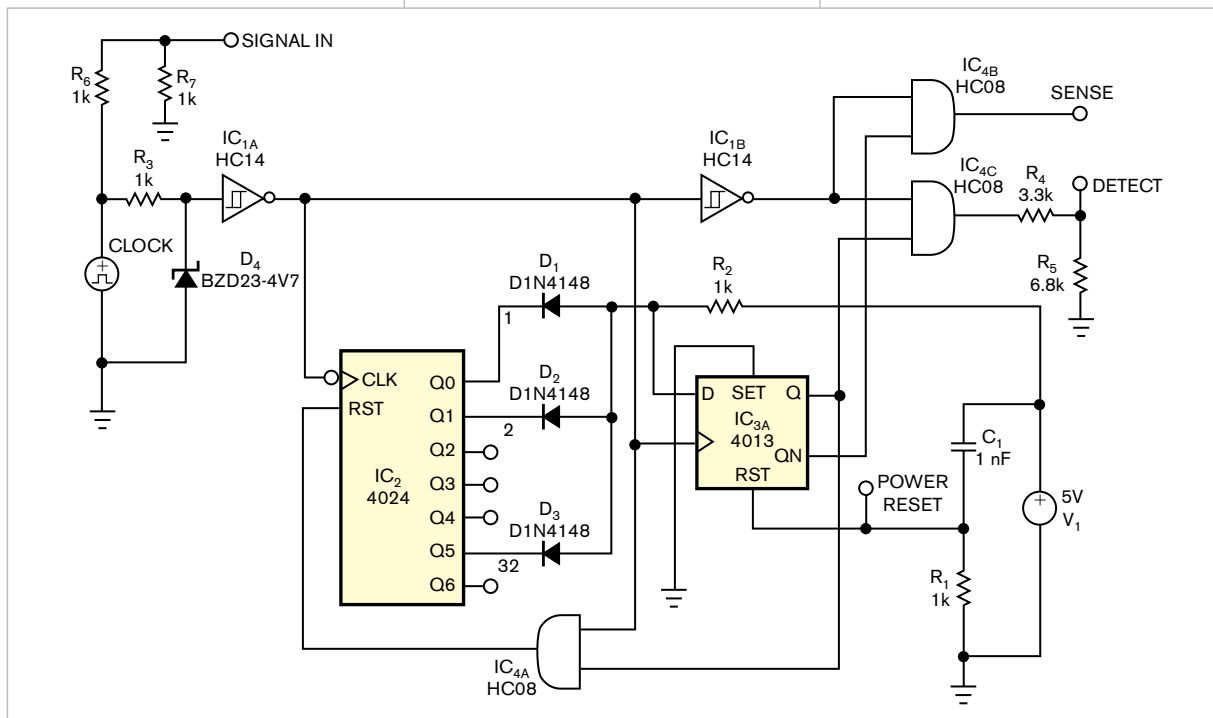 SIGNAL IN
R6
1k
R7
1k
IC1A
HC14
R3
1k
CLOCK
D4
BZD23-4V7
IC1B
HC14
IC4B
HC08
SENSE
IC4C
HC08
R4
3.3k
DETECT
R5
6.8k
D1
D1N4148
1
R2
1k
D2
D1N4148
2
D3
D1N4148
32
CLK
RST
Q0
Q1
Q2
Q3
Q4
Q5
Q6
IC2
4024
D
SET
Q
IC3A
4013
QN
RST
POWER
RESET
C1
1 nF
5V
V1
R1
1k
IC4A
HC08